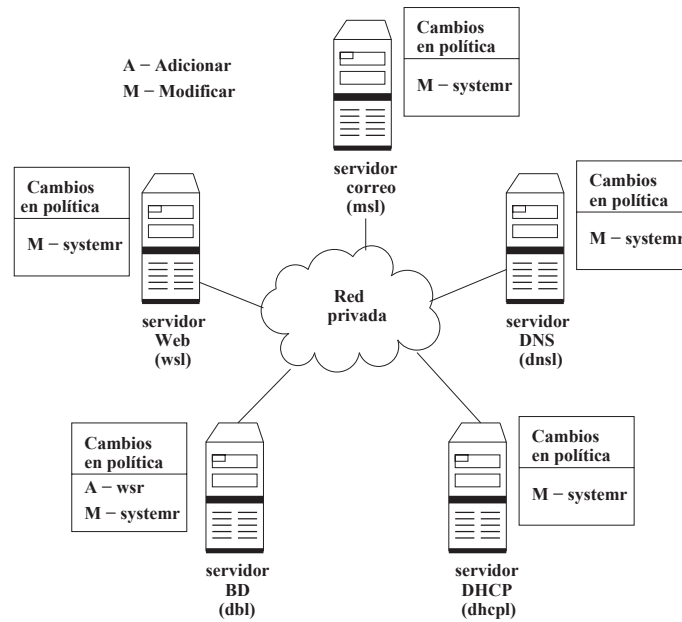 Cambios
en política
M − systemr
A − Adicionar
M − Modificar
servidor
correo
(msl)
Cambios
en política
M − systemr
servidor
Web
(wsl)
Cambios
en política
M − systemr
servidor
DNS
(dnsl)
Red
privada
Cambios
en política
A − wsr
M − systemr
servidor
BD
(dbl)
Cambios
en política
M − systemr
servidor
DHCP
(dhcpl)